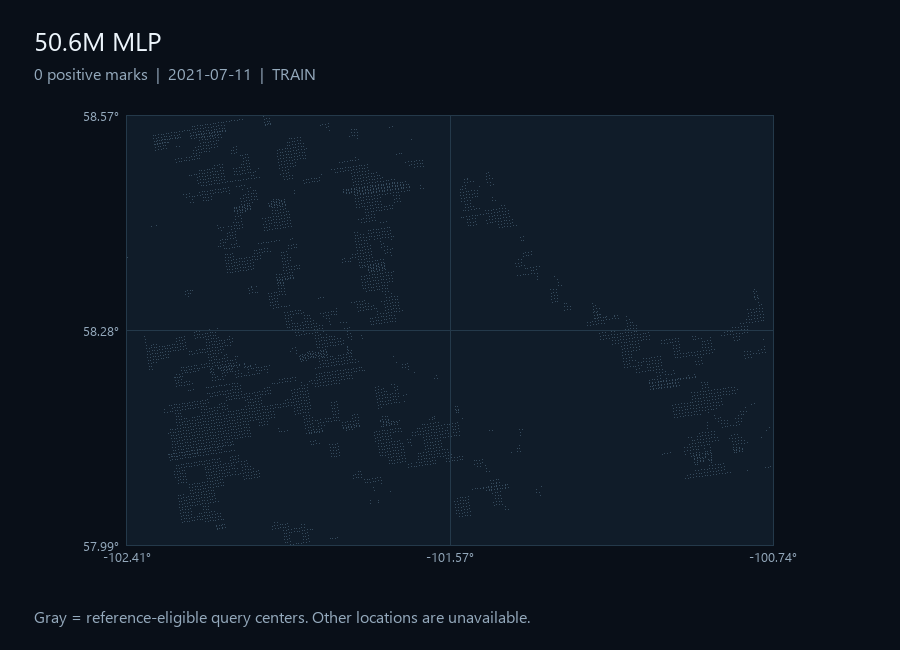 50.6M MLP
0 positive marks | 2021-07-11 | TRAIN
58.57°
58.28°
57.99°
-102.41° -101.57° -100.74°
Gray = reference-eligible query centers. Other locations are unavailable.